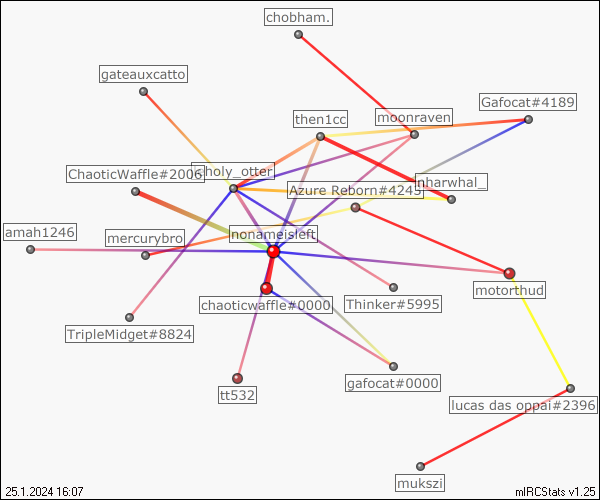 chobham.
gateauxcatto
Gafocat#4189
then1cc
moonraven
ChaoticWaffle#2006
holy_otter
Azure Reborn#4245
nharwhal_
amah1246
mercurybro
nonameisleft
motorthud
chaoticwaffle#0000
Thinker#5995
TripleMidget#8824
gafocat#0000
tt532
lucas das oppai#2396
mukszi
25.1.2024 16:07
mIRCStats v1.25